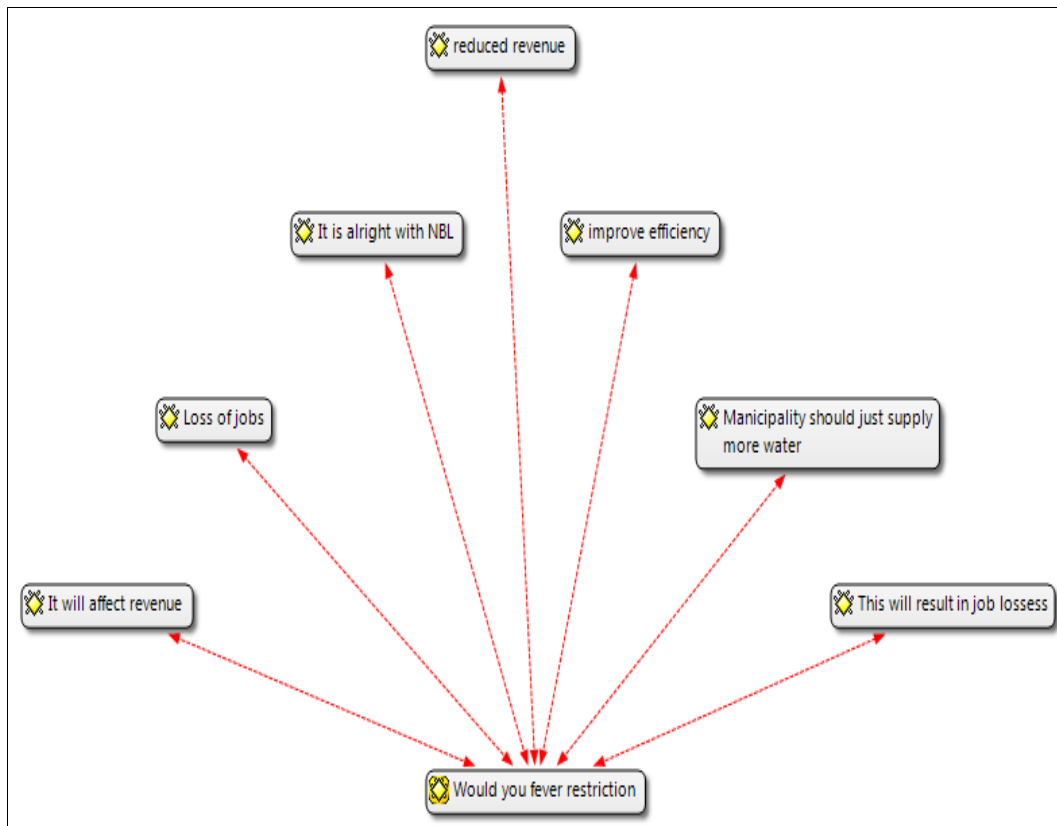 reduced revenue
It is alright with NBL
improve efficiency
Loss of jobs
Manicipality should just supply
more water
It will affect revenue
This will result in job lossess
Would you fever restriction